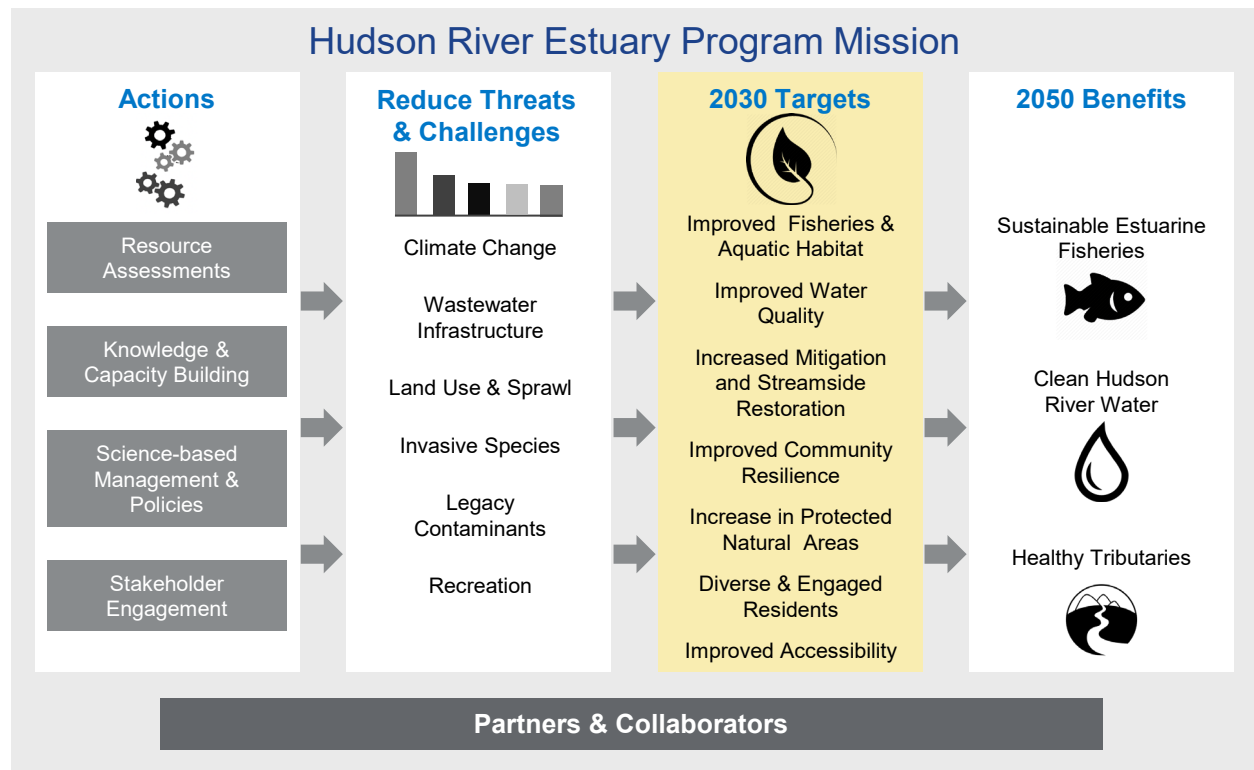 Hudson River Estuary Program Mission
Actions
Resource
Assessments
Knowledge &
Capacity Building
Science-based
Management &
Policies
Stakeholder
Engagement
Reduce Threats
& Challenges
Climate Change
Wastewater
Infrastructure
Land Use & Sprawl
Invasive Species
Legacy
Contaminants
Recreation
2030 Targets
Improved Fisheries &
Aquatic Habitat
Improved Water
Quality
Increased Mitigation
and Streamside
Restoration
Improved Community
Resilience
Increase in Protected
Natural Areas
Diverse & Engaged
Residents
Improved Accessibility
2050 Benefits
Sustainable Estuarine
Fisheries
Clean Hudson
River Water
Healthy Tributaries
Partners & Collaborators